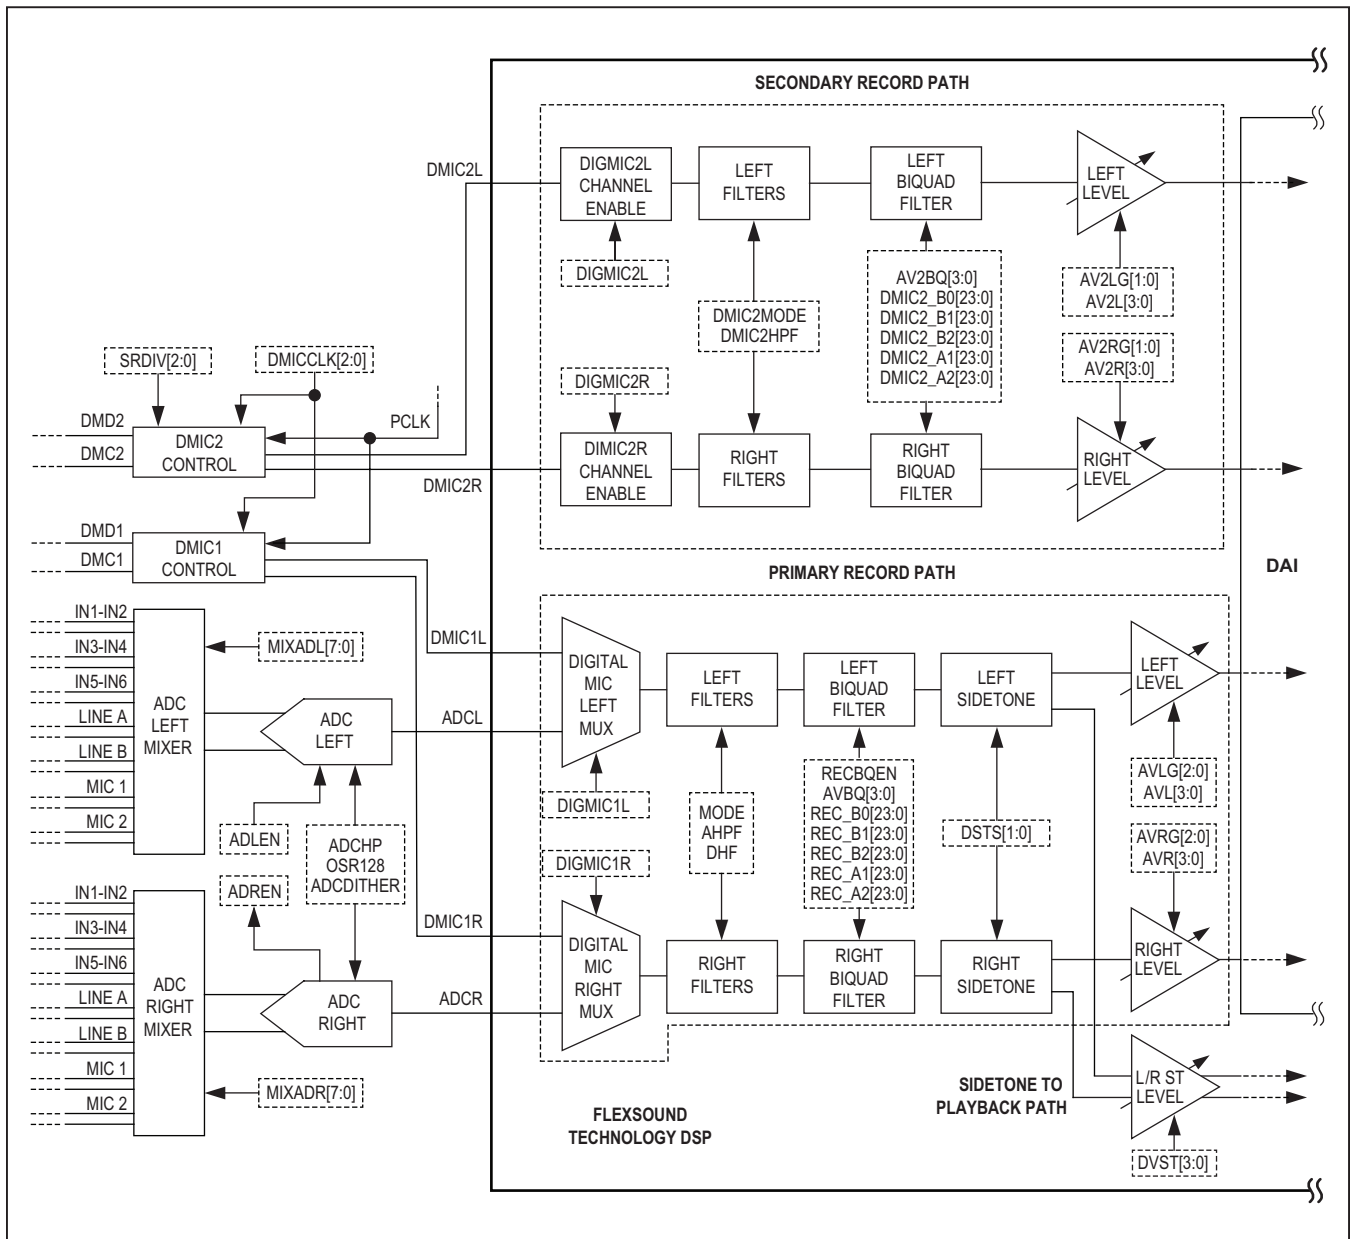 SECONDARY RECORD PATH
DMIC2L
DIGMIC2L
CHANNEL
ENABLE
LEFT
FILTERS
LEFT
BIQUAD
FILTER
LEFT
LEVEL
DIGMIC2L
DMIC2MODE
DMIC2HPF
AV2BQ[3:0]
DMIC2_B0[23:0]
DMIC2_B1[23:0]
DMIC2_B2[23:0]
DMIC2_A1[23:0]
DMIC2_A2[23:0]
AV2LG[1:0]
AV2L[3:0]
AV2RG[1:0]
AV2R[3:0]
SRDIV[2:0]
DMICCLK[2:0]
DIGMIC2R
PCLK
DMD2
DMC2
DMIC2
CONTROL
DMIC2R
DIMIC2R
CHANNEL
ENABLE
RIGHT
FILTERS
RIGHT
BIQUAD
FILTER
RIGHT
LEVEL
DMD1
DMC1
DMIC1
CONTROL
PRIMARY RECORD PATH
DAI
IN1-IN2
IN3-IN4
IN5-IN6
LINE A
LINE B
MIC 1
MIC 2
ADC
LEFT
MIXER
MIXADL[7:0]
ADC
LEFT
DMIC1L
ADCL
DIGITAL
MIC
LEFT
MUX
LEFT
FILTERS
LEFT
BIQUAD
FILTER
LEFT
SIDETONE
LEFT
LEVEL
DIGMIC1L
ADLEN
ADCHP
OSR128
ADCDITHER
MODE
AHPF
DHF
RECBQEN
AVBQ[3:0]
REC_B0[23:0]
REC_B1[23:0]
REC_B2[23:0]
REC_A1[23:0]
REC_A2[23:0]
DSTS[1:0]
AVLG[2:0]
AVL[3:0]
AVRG[2:0]
AVR[3:0]
ADREN
DIGMIC1R
IN1-IN2
IN3-IN4
IN5-IN6
LINE A
LINE B
MIC 1
MIC 2
ADC
RIGHT
MIXER
MIXADR[7:0]
ADC
RIGHT
DMIC1R
ADCR
DIGITAL
MIC
RIGHT
MUX
RIGHT
FILTERS
RIGHT
BIQUAD
FILTER
RIGHT
SIDETONE
RIGHT
LEVEL
L/R ST
LEVEL
SIDETONE TO
PLAYBACK PATH
FLEXSOUND
TECHNOLOGY DSP
DVST[3:0]